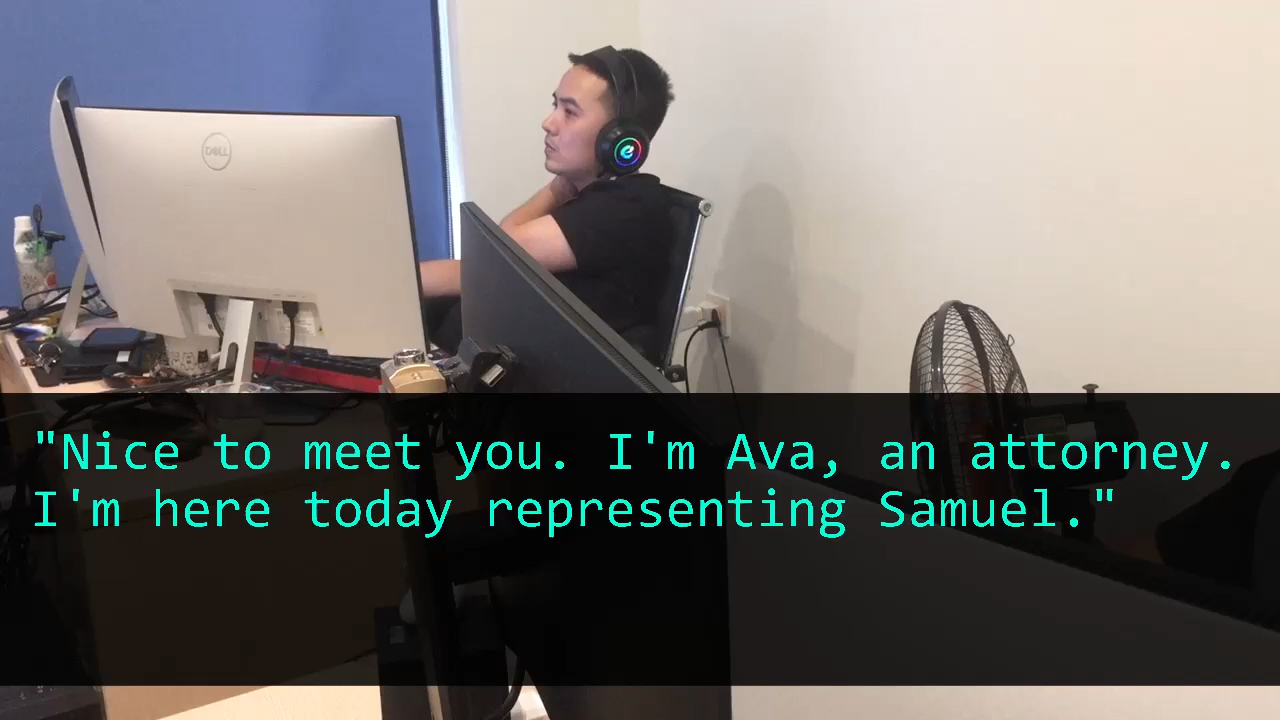 DELL
"Nice to meet you. I'm Ava, an attorney.
I'm here today representing Samuel."